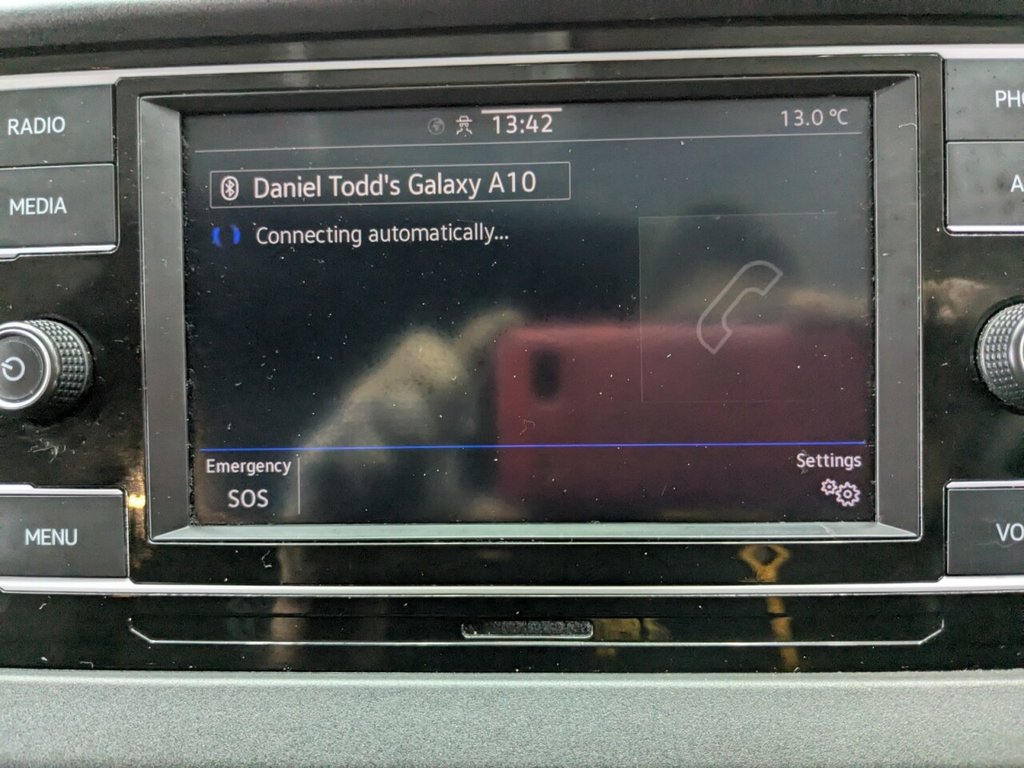 RADIO
13:42
13.0 °C
PHO
Daniel Todd's Galaxy A10
MEDIA
A
Connecting automatically...
Emergency
SOS
Settings
MENU
VO